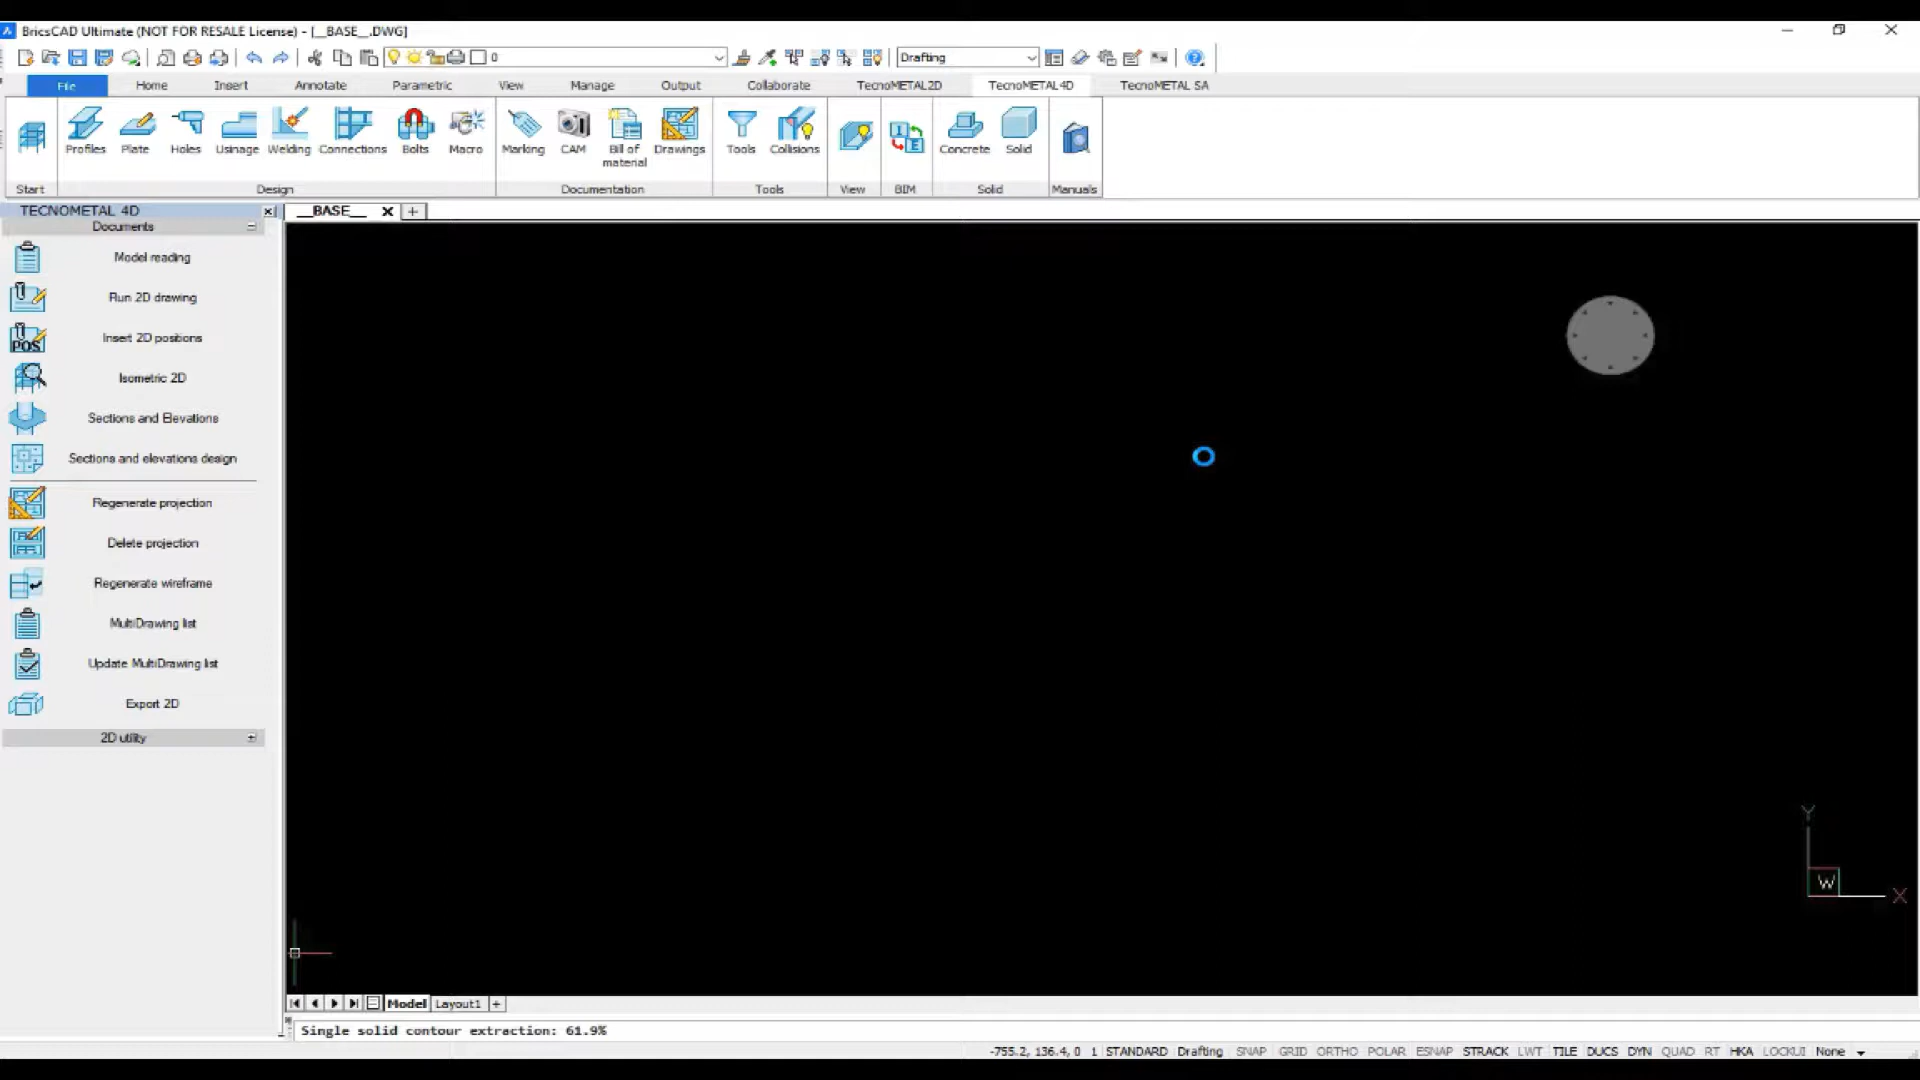 BricsCAD Ultimate (NOT FOR RESALE License) - [__BASE__.DWG]
0
Drafting
File Home Insert Annotate Parametric View Manage Output Collaborate TecnoMETAL2D TecnoMETAL4D TecnoMETAL SA
Profiles Plate Holes Usinage Welding Connections Bolts Macro Marking CAM Bill of material Drawings Tools Collisions Concrete Solid
Start Design Documentation Tools View BIM Solid Manuals
TECNOMETAL 4D
__BASE__
Documents
Model reading
Run 2D drawing
POS
Insert 2D positions
Isometric 2D
Sections and Elevations
Sections and elevations design
Regenerate projection
Delete projection
Regenerate wireframe
MultiDrawing list
Update MultiDrawing list
Export 2D
2D utility
Y
W
X
Model Layout1
Single solid contour extraction: 61.9%
-755.2, 136.4, 0 1 STANDARD Drafting SNAP GRID ORTHO POLAR ESNAP STRACK LWT TILE DUCS DYN QUAD RT HKA LOCKUI None